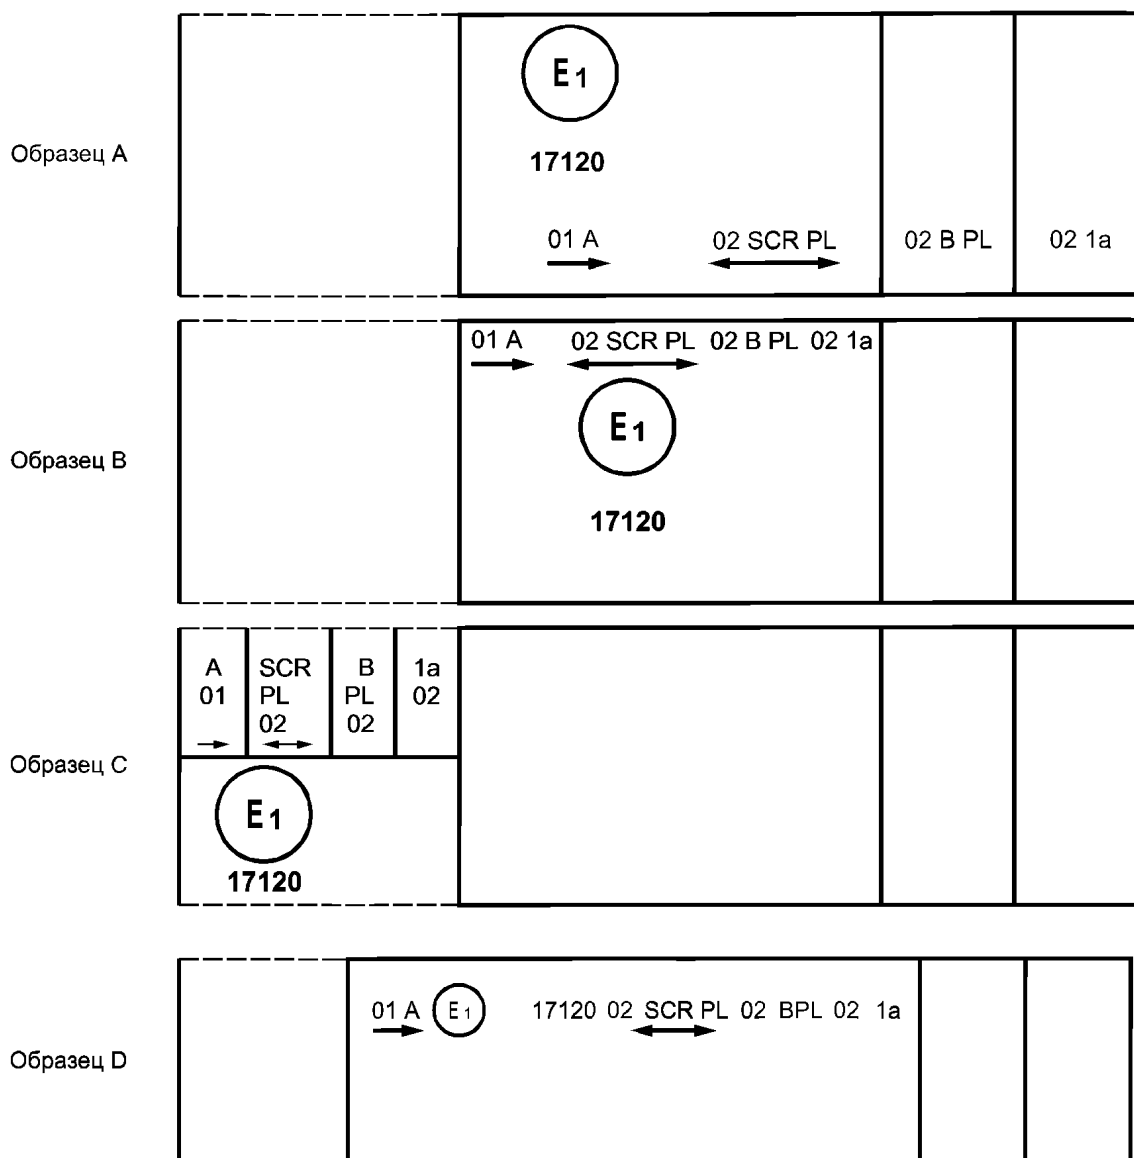 Образец A
E1
17120
01 A
02 SCR PL
02 B PL
02 1a
Образец B
01 A 02 SCR PL 02 B PL 02 1a
E1
17120
Образец C
A
01
SCR
PL
02
B
PL
02
1a
02
E1
17120
Образец D
01 A E1 17120 02 SCR PL 02 BPL 02 1a